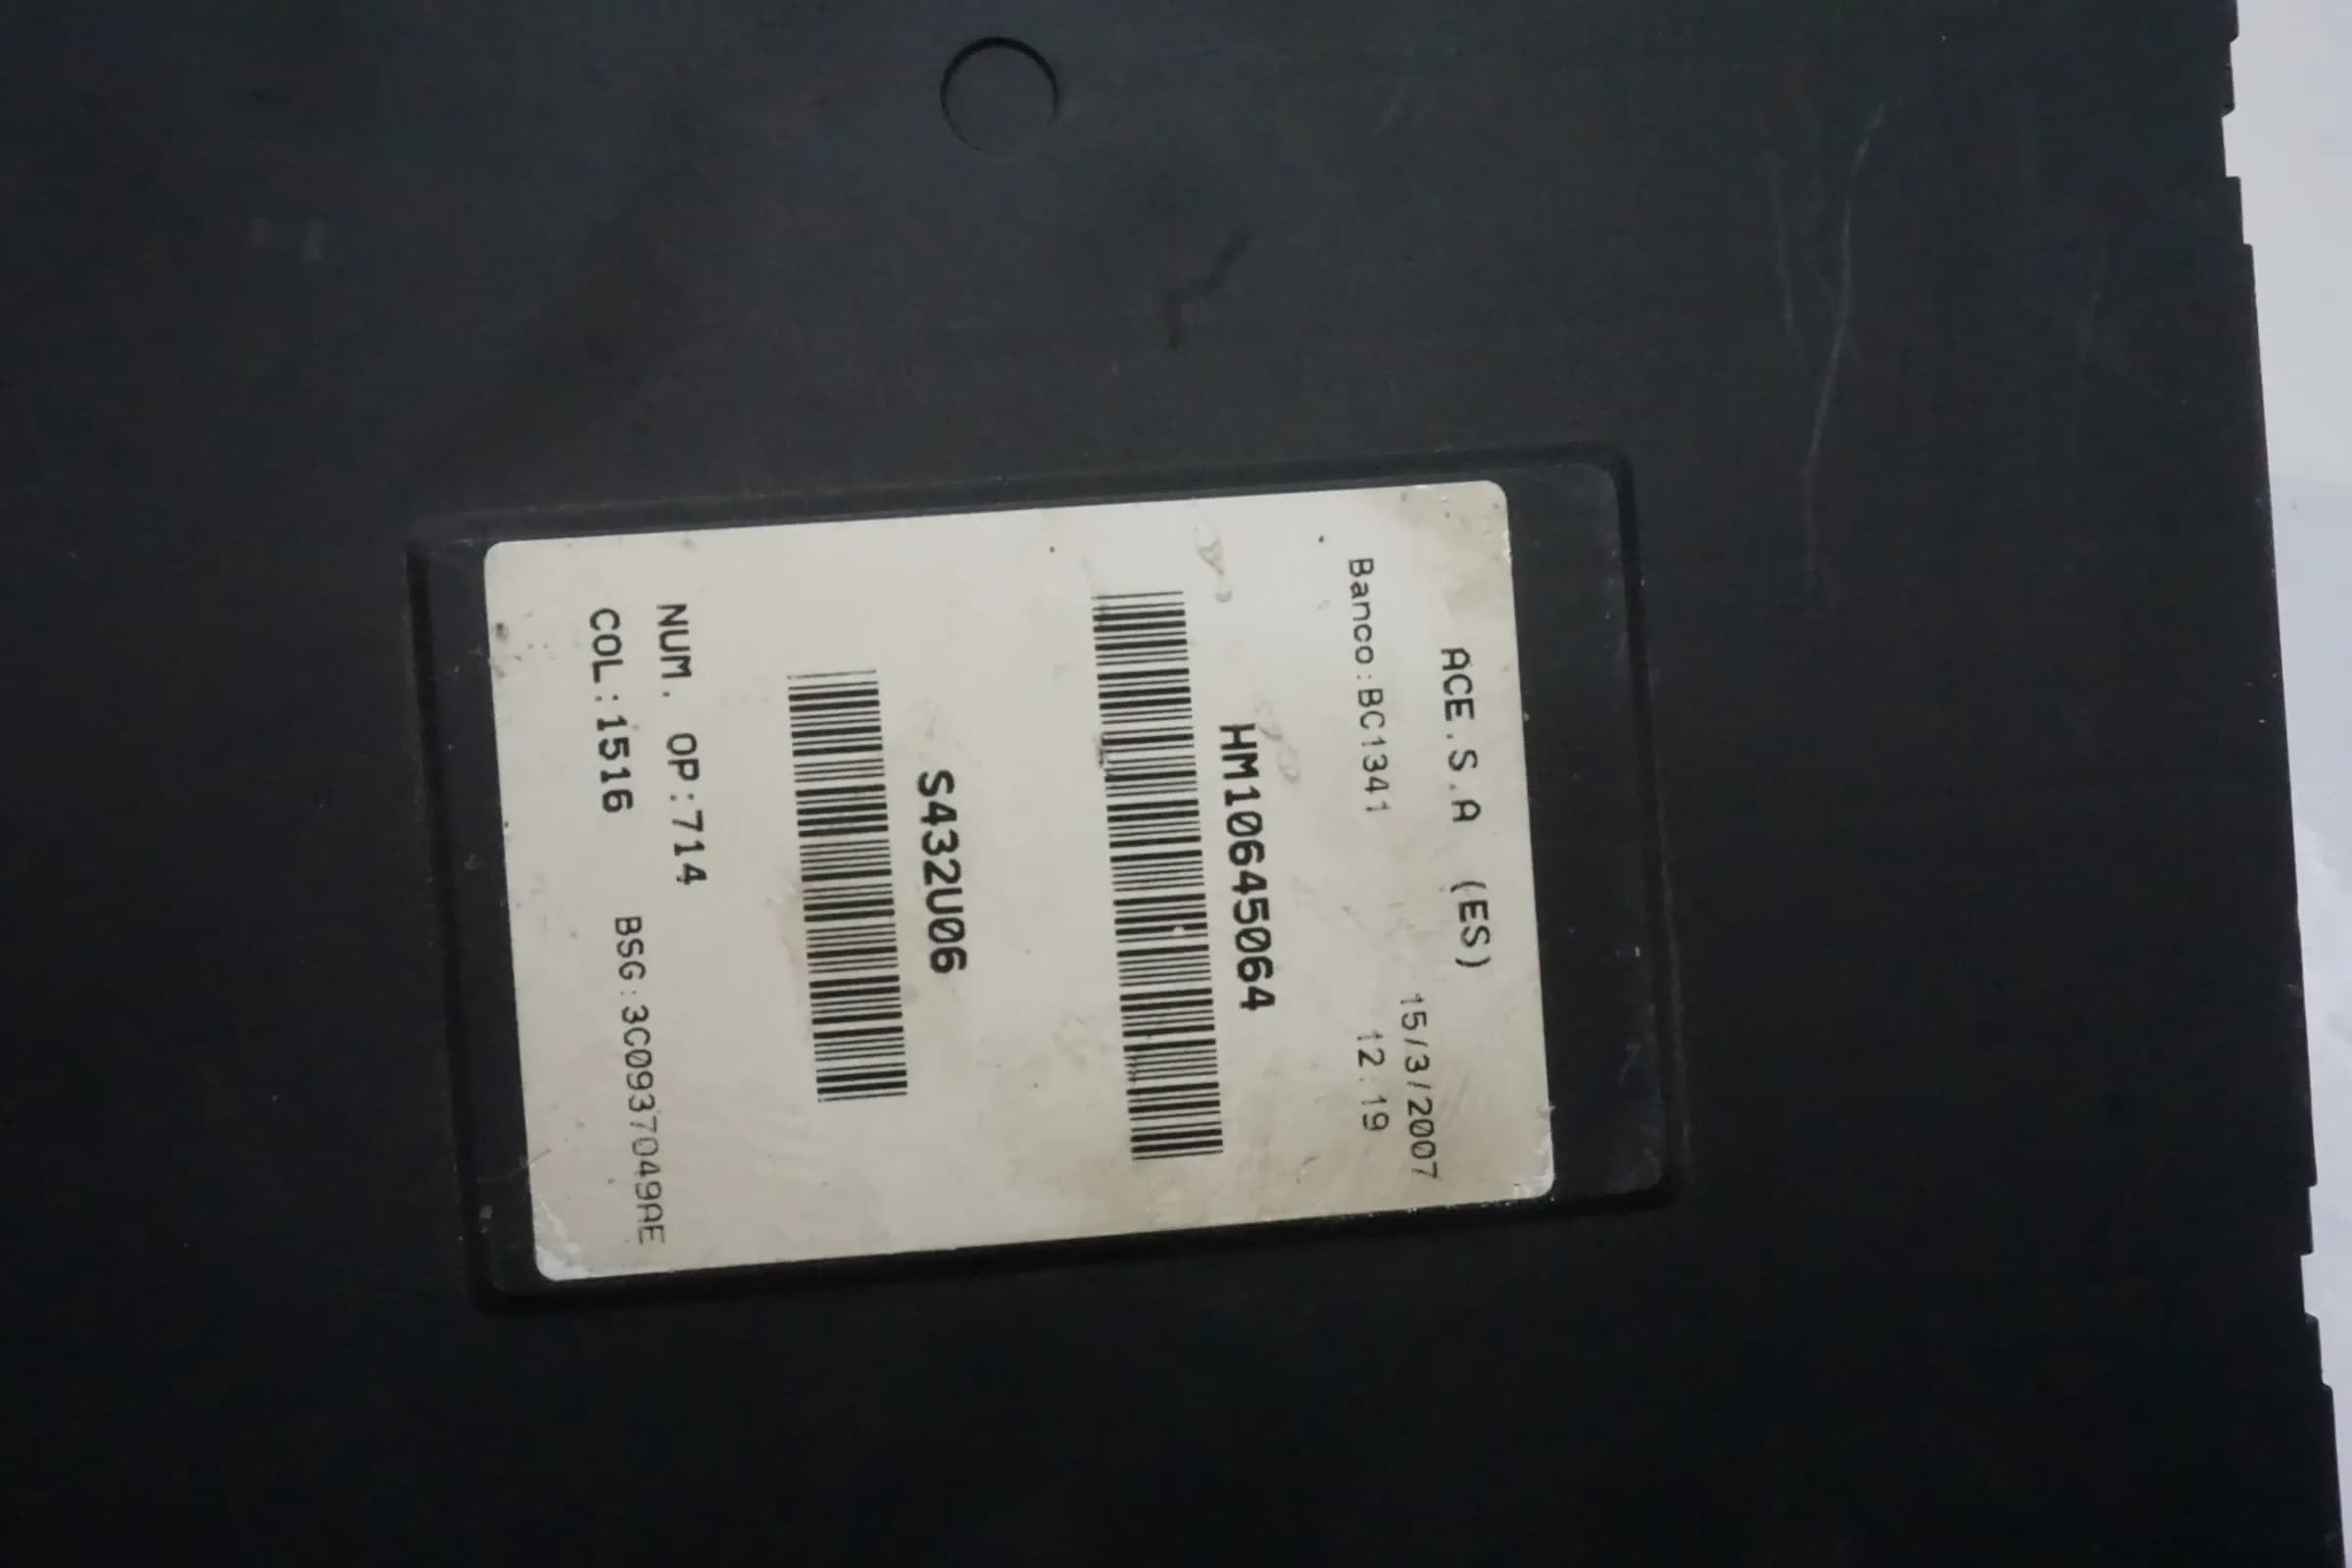 ACE.S.A (ES)
15/3/2007
Banco:BC1341 12:19
HM10645064
S432U06
NUM. OP:714
COL:1516 BSG:3C0937049AE